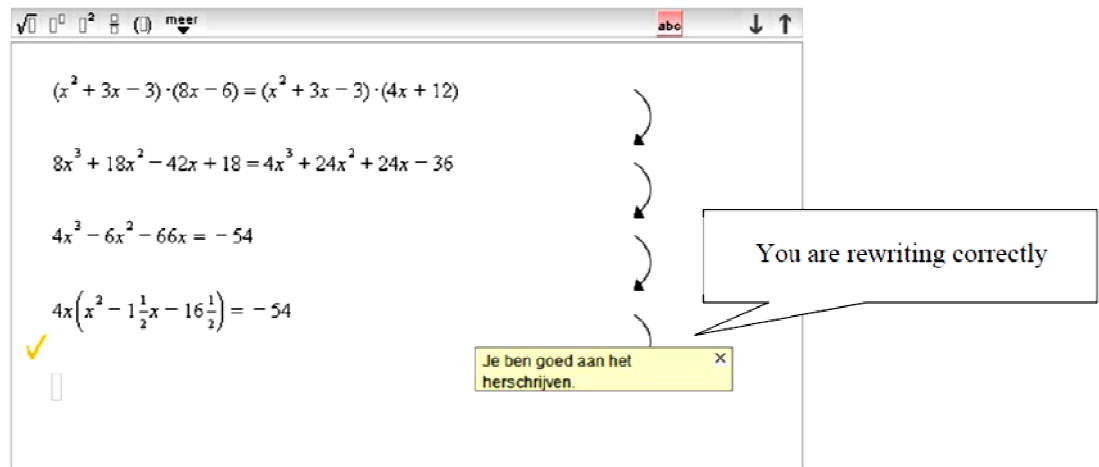 √▯ ▯▯ ▯² ▯/▯ (▯) meer abc ↓ ↑
(x² + 3x − 3)·(8x − 6) = (x² + 3x − 3)·(4x + 12)
8x³ + 18x² − 42x + 18 = 4x³ + 24x² + 24x − 36
4x³ − 6x² − 66x = − 54
You are rewriting correctly
4x(x² − 1½x − 16½) = − 54
Je ben goed aan het
herschrijven.